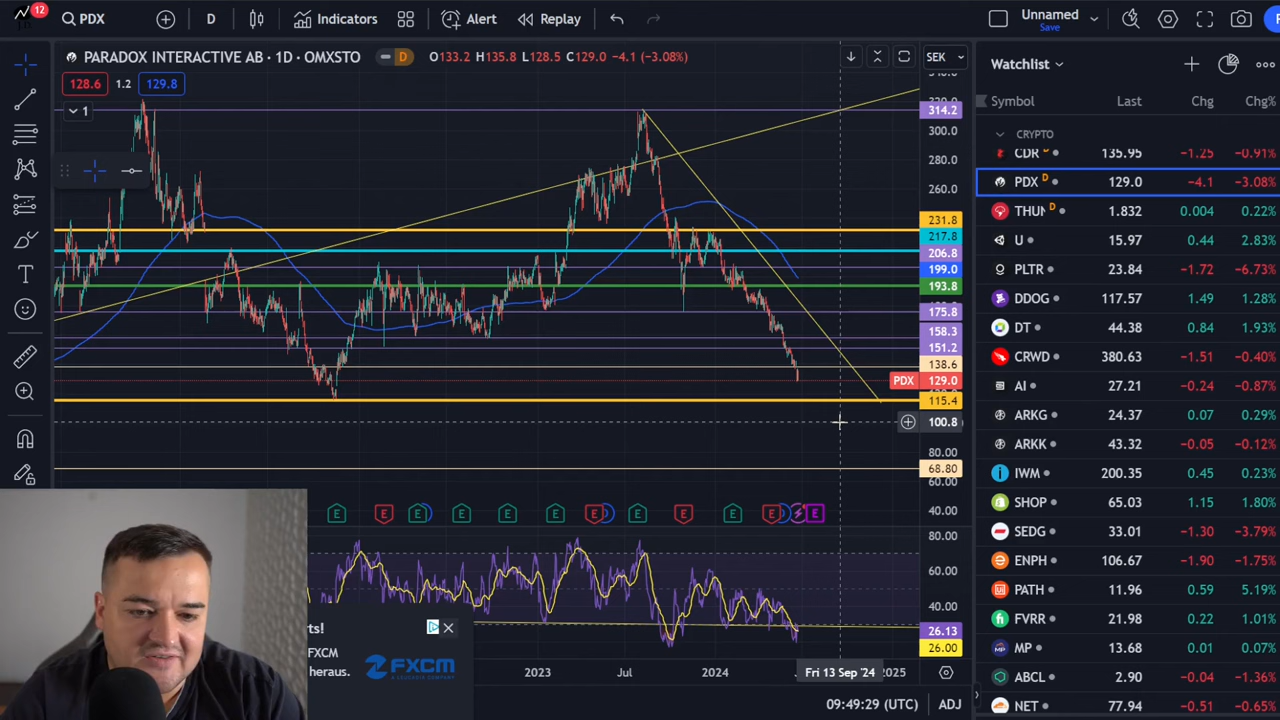 12
PDX
D
Indicators
Alert
Replay
Unnamed
Save
PARADOX INTERACTIVE AB · 1D · OMXSTO
D
O133.2 H135.8 L128.5 C129.0 −4.1 (−3.08%)
SEK
128.6 1.2 129.8
1
314.2
300.0
280.0
260.0
231.8
217.8
206.8
199.0
193.8
175.8
158.3
151.2
138.6
PDX 129.0
115.4
100.8
80.00
68.80
60.00
40.00
E E E E E E E E E E E E
80.00
60.00
40.00
26.13
26.00
2023 Jul 2024 Fri 13 Sep '24 2025
09:49:29 (UTC) ADJ
ts!
FXCM
heraus.
FXCM
Watchlist
Symbol Last Chg Chg%
CRYPTO
CDR D 135.95 −1.25 −0.91%
PDX D 129.0 −4.1 −3.08%
THUN D 1.832 0.004 0.22%
U 15.97 0.44 2.83%
PLTR 23.84 −1.72 −6.73%
DDOG 117.57 1.49 1.28%
DT 44.38 0.84 1.93%
CRWD 380.63 −1.51 −0.40%
AI 27.21 −0.24 −0.87%
ARKG 24.37 0.07 0.29%
ARKK 43.32 −0.05 −0.12%
IWM 200.35 0.45 0.23%
SHOP 65.03 1.15 1.80%
SEDG 33.01 −1.30 −3.79%
ENPH 106.67 −1.90 −1.75%
PATH 11.96 0.59 5.19%
FVRR 21.98 0.01 0.05%
MP 13.68 0.01 0.07%
ABCL 2.90 −0.04 −1.36%
NET 77.94 −0.51 −0.65%